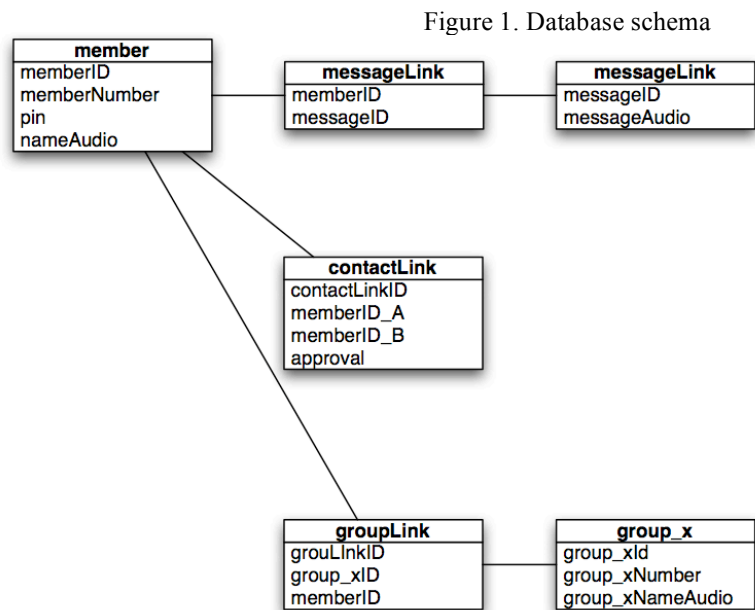 Figure 1. Database schema
member
memberID
memberNumber
pin
nameAudio
messageLink
memberID
messageID
messageLink
messageID
messageAudio
contactLink
contactLinkID
memberID_A
memberID_B
approval
groupLink
grouLInkID
group_xID
memberID
group_x
group_xId
group_xNumber
group_xNameAudio